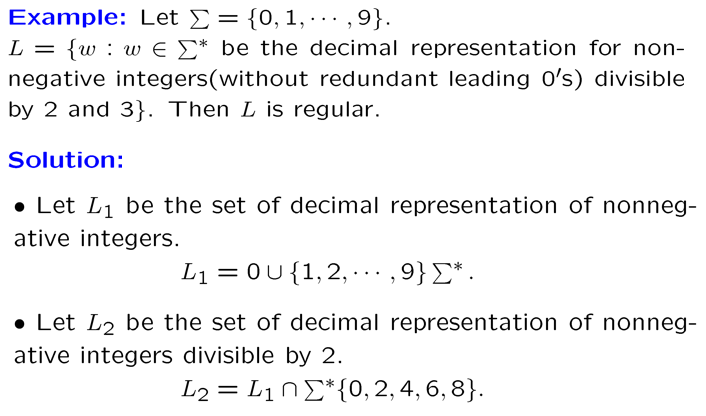 Example: Let ∑ = {0, 1, ⋯ , 9}.
L = {w : w ∈ ∑* be the decimal representation for non-
negative integers(without redundant leading 0′s) divisible
by 2 and 3}. Then L is regular.
Solution:
• Let L₁ be the set of decimal representation of nonneg-
ative integers.
L₁ = 0 ∪ {1, 2, ⋯ , 9} ∑* .
• Let L₂ be the set of decimal representation of nonneg-
ative integers divisible by 2.
L₂ = L₁ ∩ ∑*{0, 2, 4, 6, 8}.